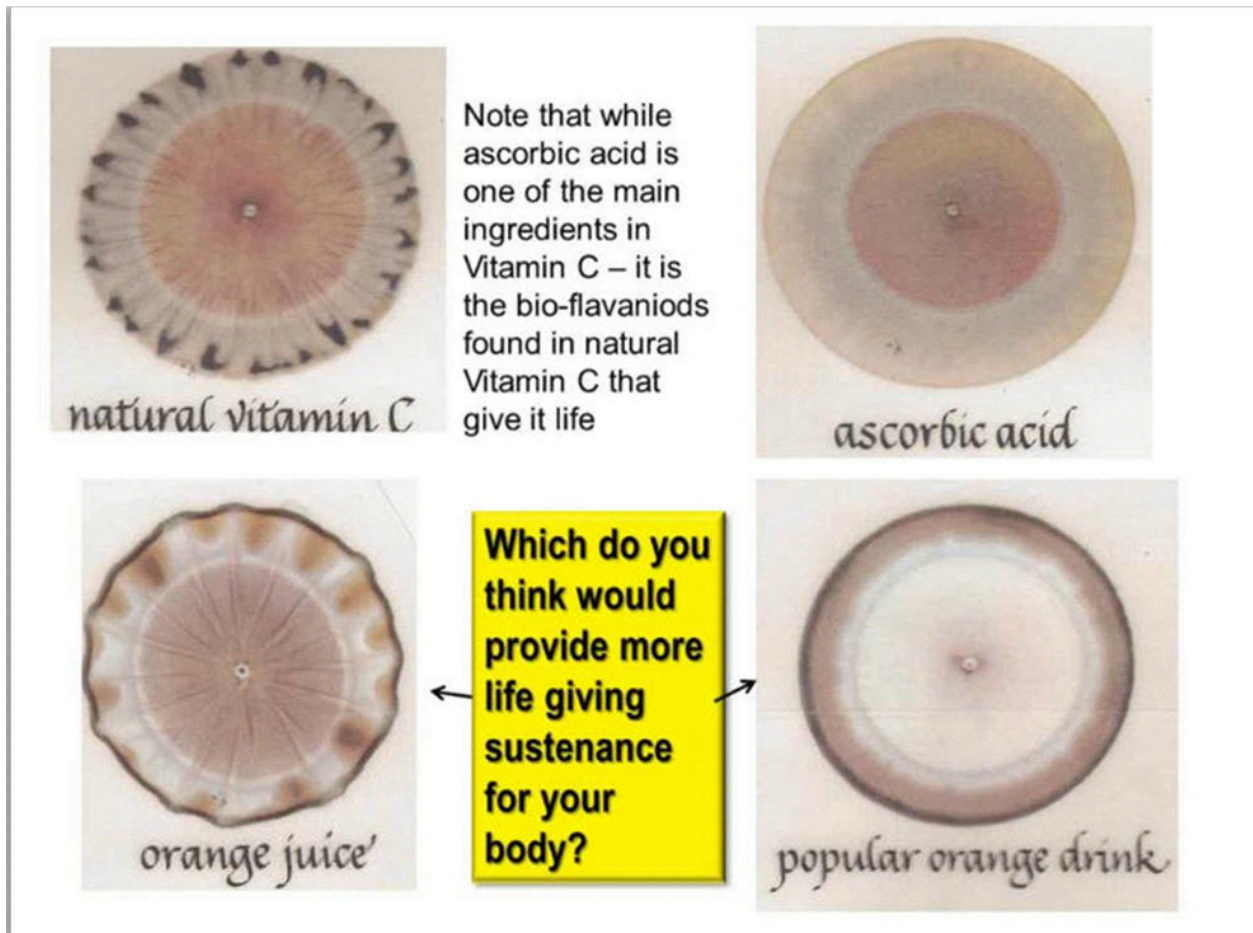 Note that while
ascorbic acid is
one of the main
ingredients in
Vitamin C – it is
the bio-flavaniods
found in natural
Vitamin C that
give it life
natural vitamin C
ascorbic acid
Which do you
think would
provide more
life giving
sustenance
for your
body?
orange juice
popular orange drink